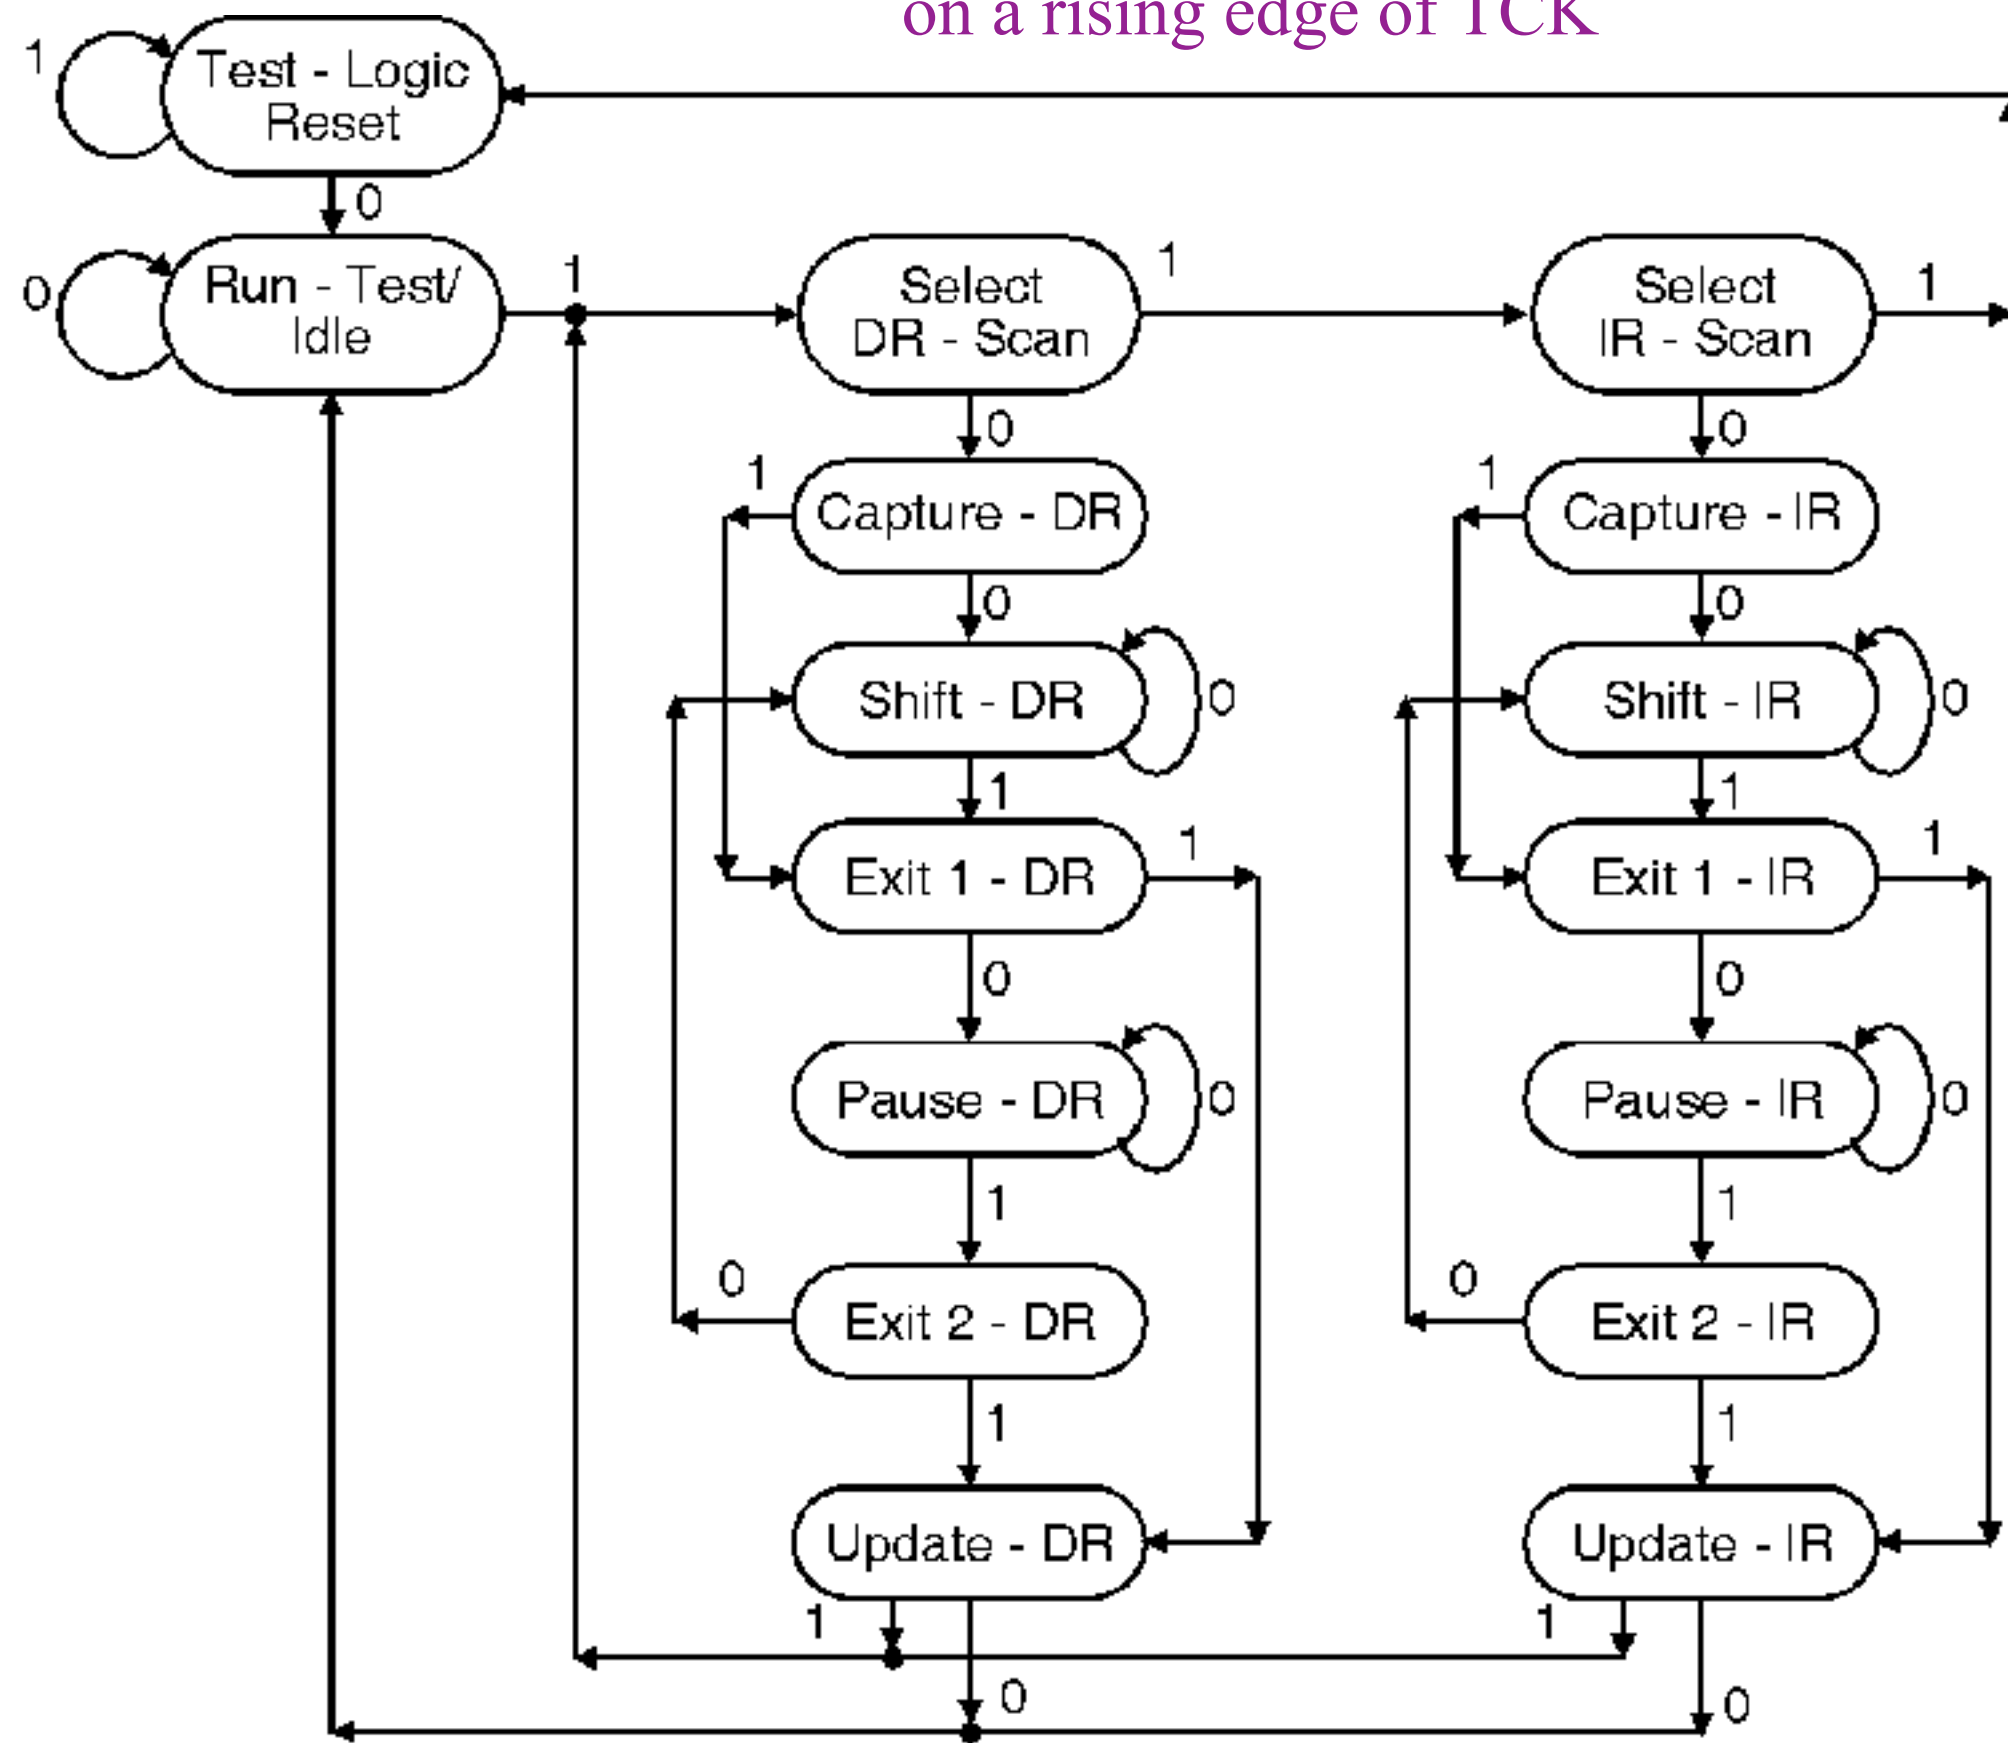 on a rising edge of TCK
1
Test - Logic
Reset
0
0
Run - Test/
Idle
1
Select
DR - Scan
1
Select
IR - Scan
1
0
0
1
Capture - DR
1
Capture - IR
0
0
Shift - DR
0
Shift - IR
0
1
1
Exit 1 - DR
1
Exit 1 - IR
1
0
0
Pause - DR
0
Pause - IR
0
1
1
0
Exit 2 - DR
0
Exit 2 - IR
1
1
Update - DR
Update - IR
1
1
0
0